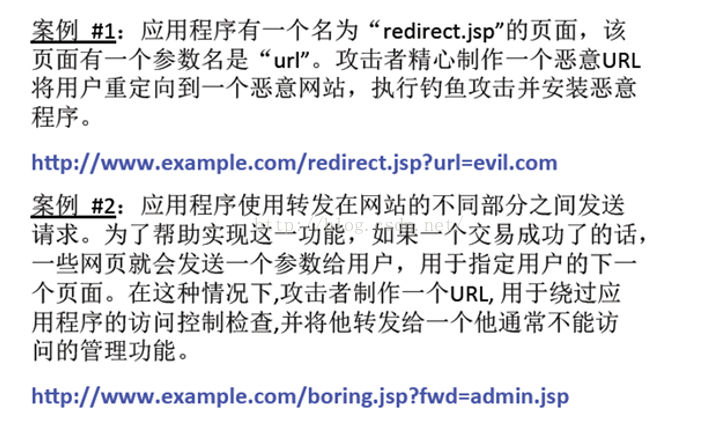 案例 #1：应用程序有一个名为“redirect.jsp”的页面，该
页面有一个参数名是“url”。攻击者精心制作一个恶意URL
将用户重定向到一个恶意网站，执行钓鱼攻击并安装恶意
程序。
http://www.example.com/redirect.jsp?url=evil.com
案例 #2：应用程序使用转发在网站的不同部分之间发送
http://blog.csdn.net/
请求。为了帮助实现这一功能，如果一个交易成功了的话，
一些网页就会发送一个参数给用户，用于指定用户的下一
个页面。在这种情况下,攻击者制作一个URL, 用于绕过应
用程序的访问控制检查,并将他转发给一个他通常不能访
问的管理功能。
http://www.example.com/boring.jsp?fwd=admin.jsp